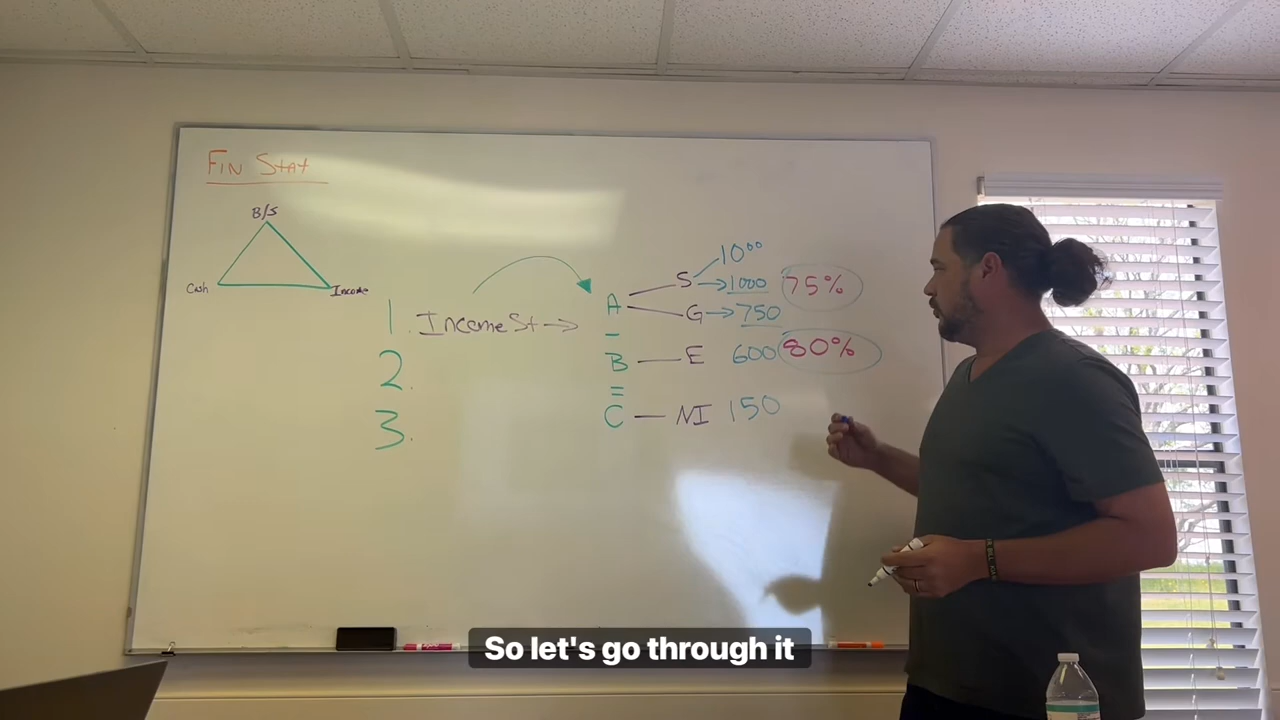 FIN Stat
B/S
Cash
Income
1. Income St →
2.
3.
A
S
10⁰⁰
→ 1000 75%
G → 750
–
B — E 600 80%
=
C — NI 150
So let's go through it